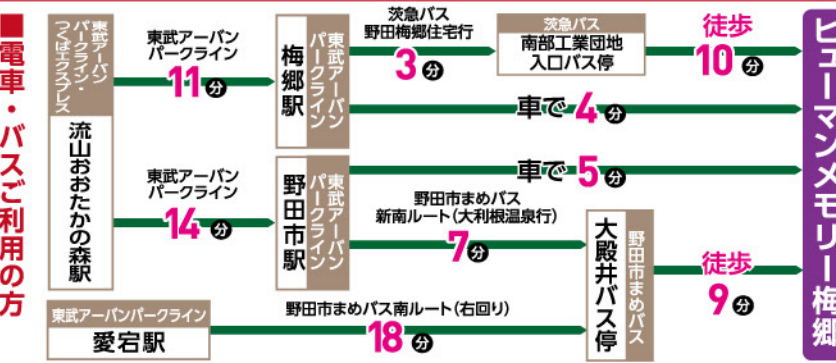 ■電車・バスご利用の方
東武アーバン
パークライン・
つくばエクスプレス
流山おおたかの森駅
東武アーバン
パークライン
11分
東武アーバン
パークライン
梅郷駅
茨急バス
野田梅郷住宅行
3分
茨急バス
南部工業団地
入口バス停
徒歩
10分
車で4分
東武アーバン
パークライン
14分
東武アーバン
パークライン
野田市駅
車で5分
野田市まめバス
新南ルート(大利根温泉行)
7分
野田市まめバス
大殿井バス停
徒歩
9分
東武アーバンパークライン
愛宕駅
野田市まめバス南ルート(右回り)
18分
ヒューマンメモリー梅郷